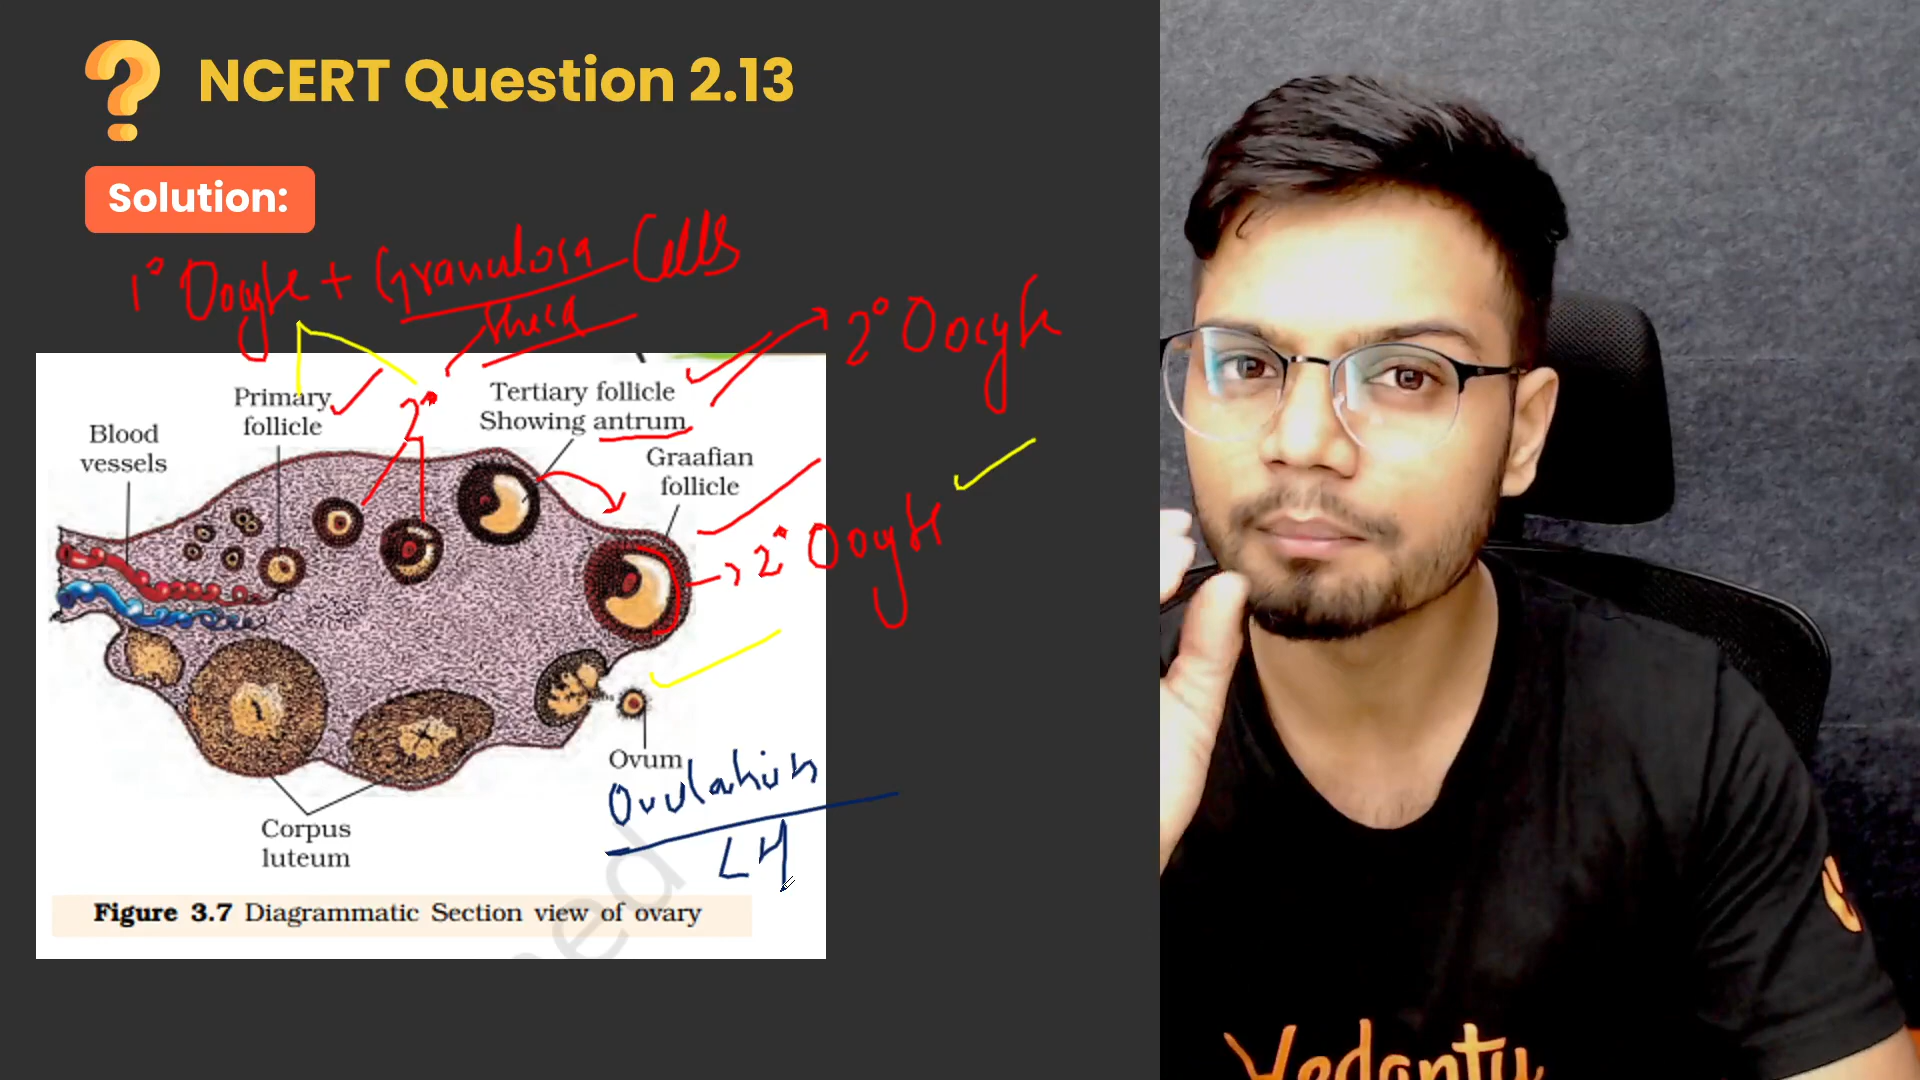 NCERT Question 2.13
Solution:
1° Oocyte + Granulosa Cells
theca
2° Oocyte
Primary
follicle
2°
Tertiary follicle
Showing antrum
Blood
vessels
Graafian
follicle
2° Oocyte
Ovum
Ovulation
LH
Corpus
luteum
Figure 3.7 Diagrammatic Section view of ovary
Vedantu